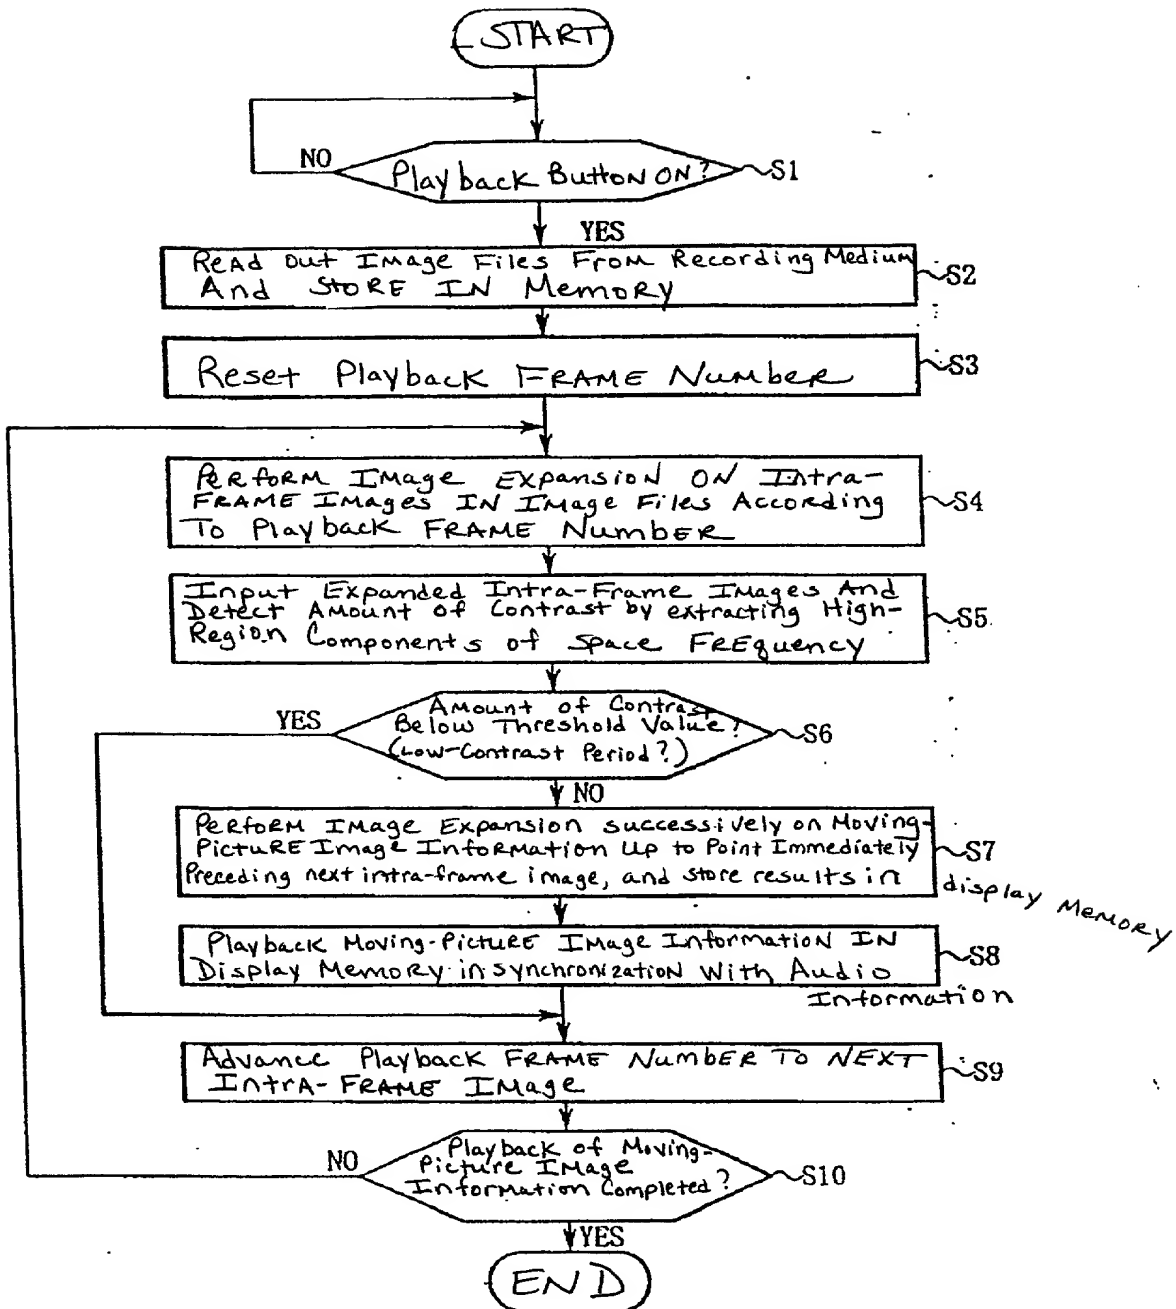 START
NO
Playback Button ON?
S1
YES
Read Out Image Files From Recording Medium
And Store In Memory
S2
Reset Playback Frame Number
S3
Perform Image Expansion On Intra-
Frame Images In Image Files According
To Playback Frame Number
S4
Input Expanded Intra-Frame Images And
Detect Amount of Contrast by extracting High-
Region Components of Space Frequency
S5
YES
Amount of Contrast
Below Threshold Value?
(Low-Contrast Period?)
S6
NO
Perform Image Expansion successively on Moving-
Picture Image Information Up to Point Immediately
Preceding next intra-frame image, and store results in
display Memory
S7
Playback Moving-Picture Image Information In
Display Memory in synchronization With Audio
Information
S8
Advance Playback Frame Number To Next
Intra-Frame Image
S9
NO
Playback of Moving-
Picture Image
Information Completed?
S10
YES
END